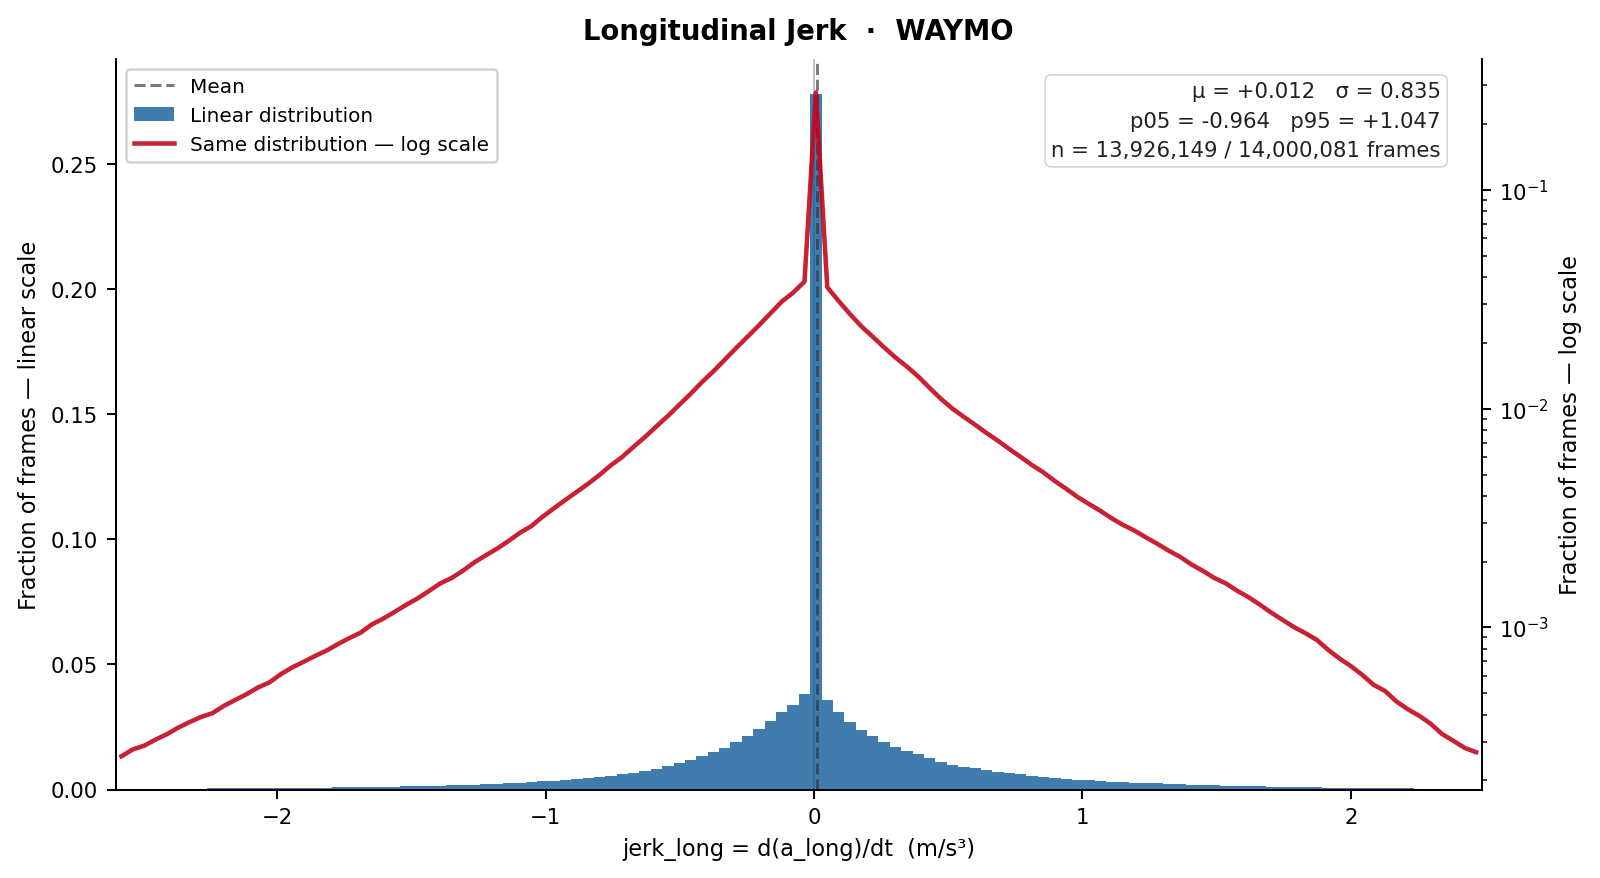 Longitudinal Jerk · WAYMO
Mean
Linear distribution
Same distribution — log scale
μ = +0.012 σ = 0.835
p05 = -0.964 p95 = +1.047
n = 13,926,149 / 14,000,081 frames
Fraction of frames — linear scale
0.25
0.20
0.15
0.10
0.05
0.00
−2
−1
0
1
2
jerk_long = d(a_long)/dt (m/s³)
10⁻¹
10⁻²
10⁻³
Fraction of frames — log scale